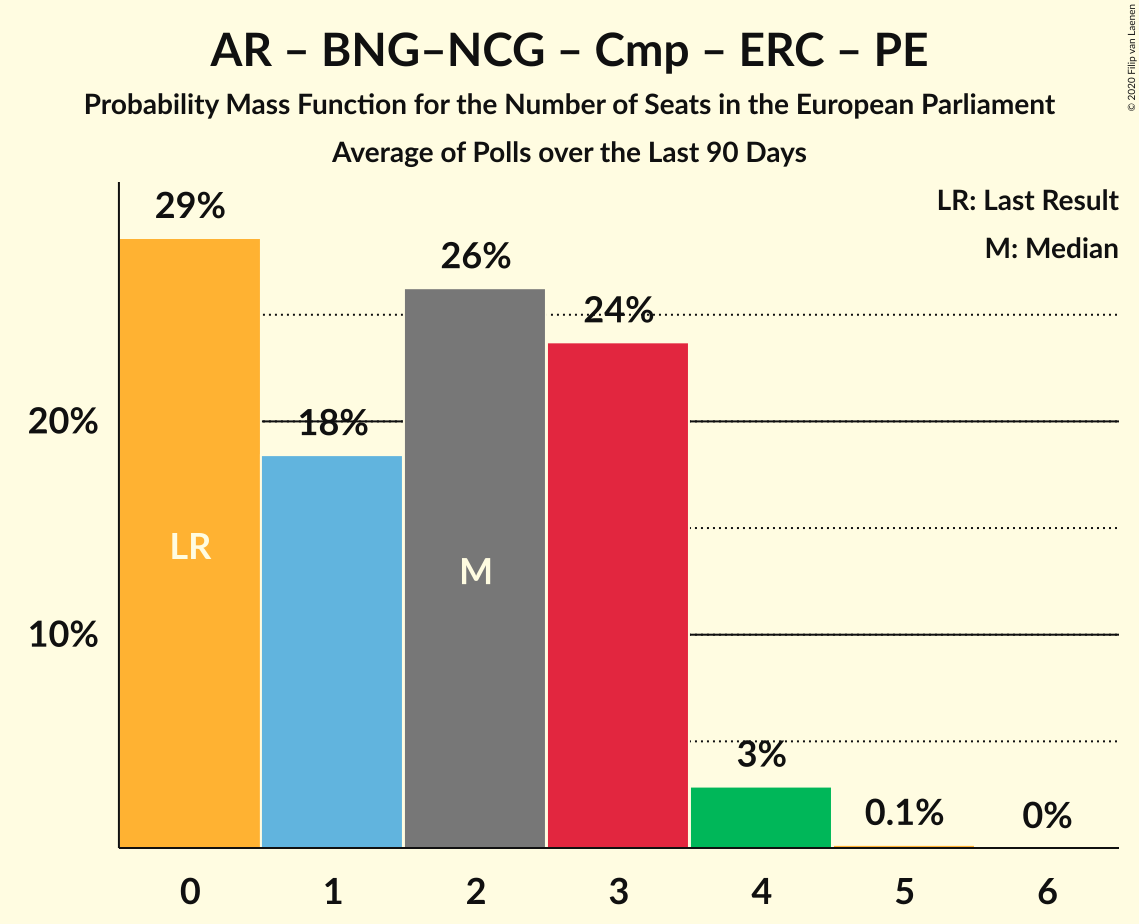 AR – BNG–NCG – Cmp – ERC – PE
Probability Mass Function for the Number of Seats in the European Parliament
Average of Polls over the Last 90 Days
© 2020 Filip van Laenen
LR: Last Result
M: Median
29%
26%
24%
18%
20%
LR
M
10%
3%
0.1%
0%
0 1 2 3 4 5 6